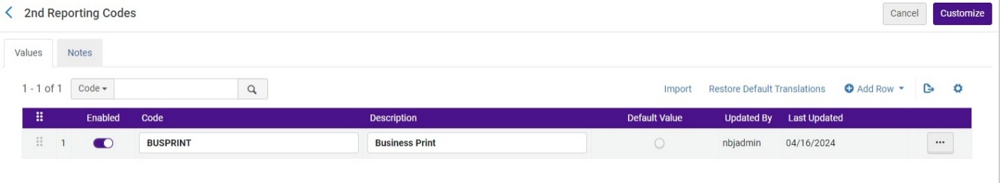 2nd Reporting Codes
Cancel Customize
Values Notes
1 - 1 of 1 Code Import Restore Default Translations Add Row
Enabled Code Description Default Value Updated By Last Updated
1 BUSPRINT Business Print nbjadmin 04/16/2024 ...